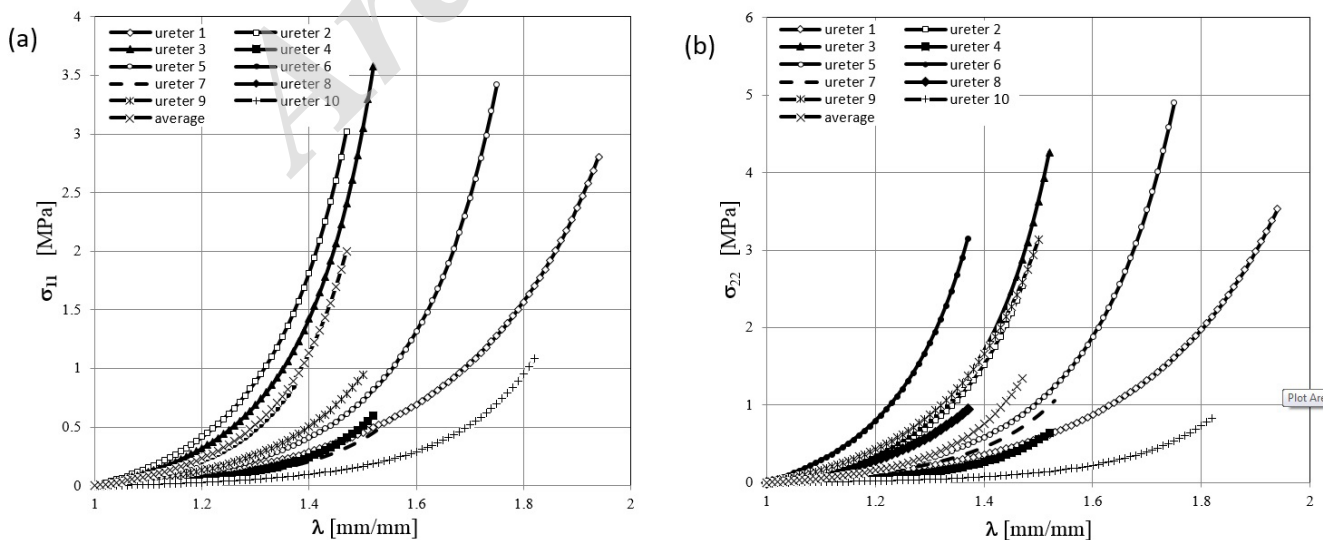 (a)
4
3.5
3
2.5
2
1.5
1
0.5
0
ureter 1 ureter 2
ureter 3 ureter 4
ureter 5 ureter 6
ureter 7 ureter 8
ureter 9 ureter 10
average
σ11 [MPa]
1 1.2 1.4 1.6 1.8 2
λ [mm/mm]
Ar
(b)
6
5
4
3
2
1
0
ureter 1 ureter 2
ureter 3 ureter 4
ureter 5 ureter 6
ureter 7 ureter 8
ureter 9 ureter 10
average
σ22 [MPa]
1 1.2 1.4 1.6 1.8 2
λ [mm/mm]
Plot Are